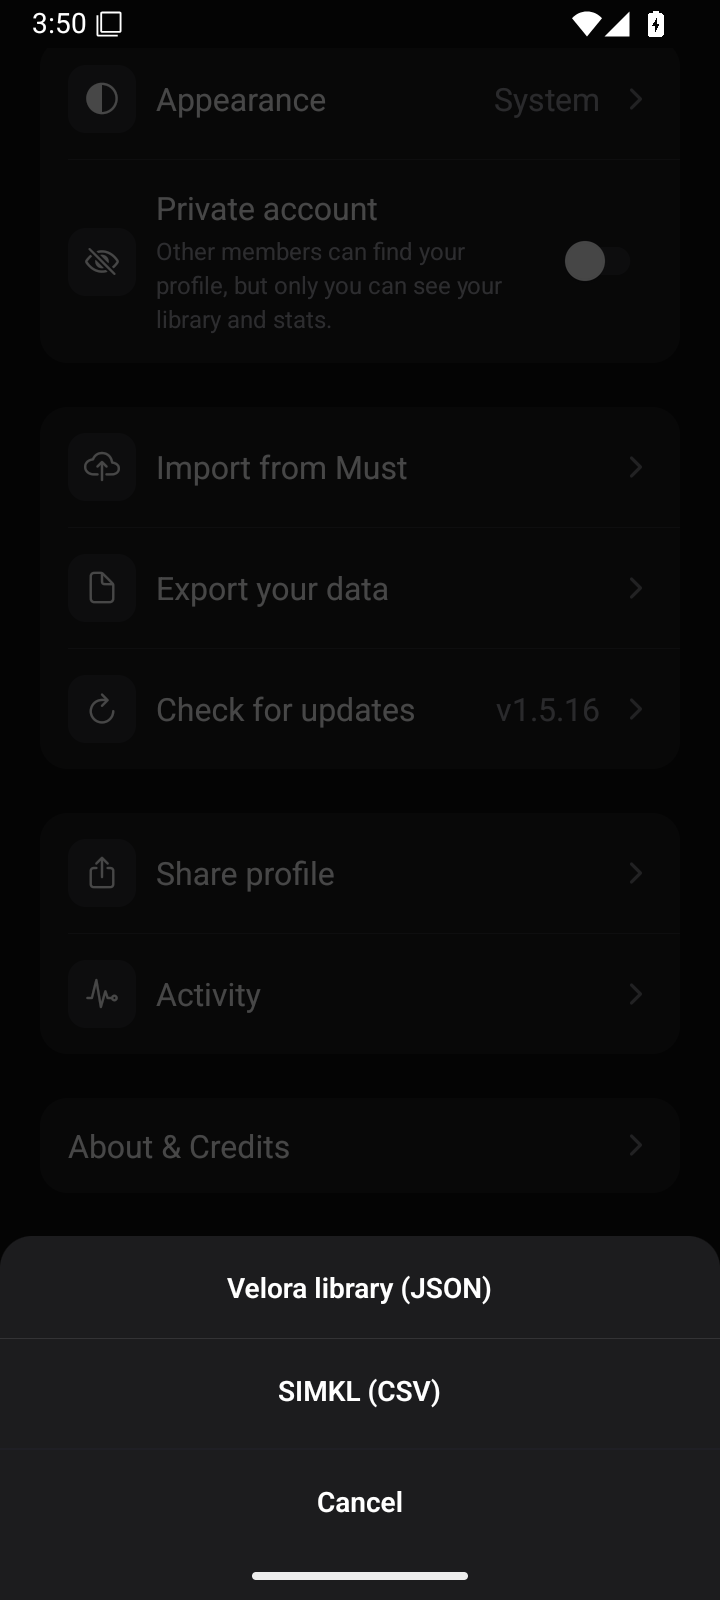 3:50
Appearance
System
Private account
Other members can find your
profile, but only you can see your
library and stats.
Import from Must
Export your data
Check for updates
v1.5.16
Share profile
Activity
About & Credits
Velora library (JSON)
SIMKL (CSV)
Cancel